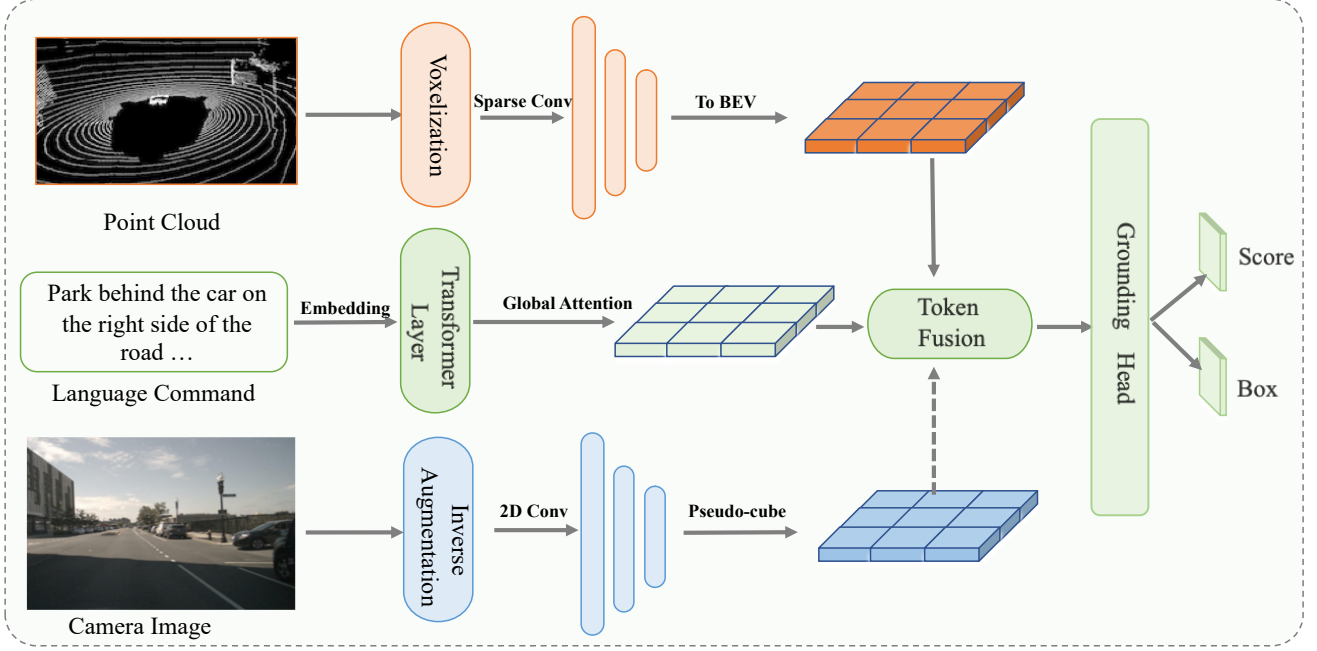 Point Cloud
Voxelization
Sparse Conv
To BEV
Park behind the car on
the right side of the
road …
Language Command
Embedding
Transformer
Layer
Global Attention
Token
Fusion
Grounding Head
Score
Box
Camera Image
Inverse
Augmentation
2D Conv
Pseudo-cube